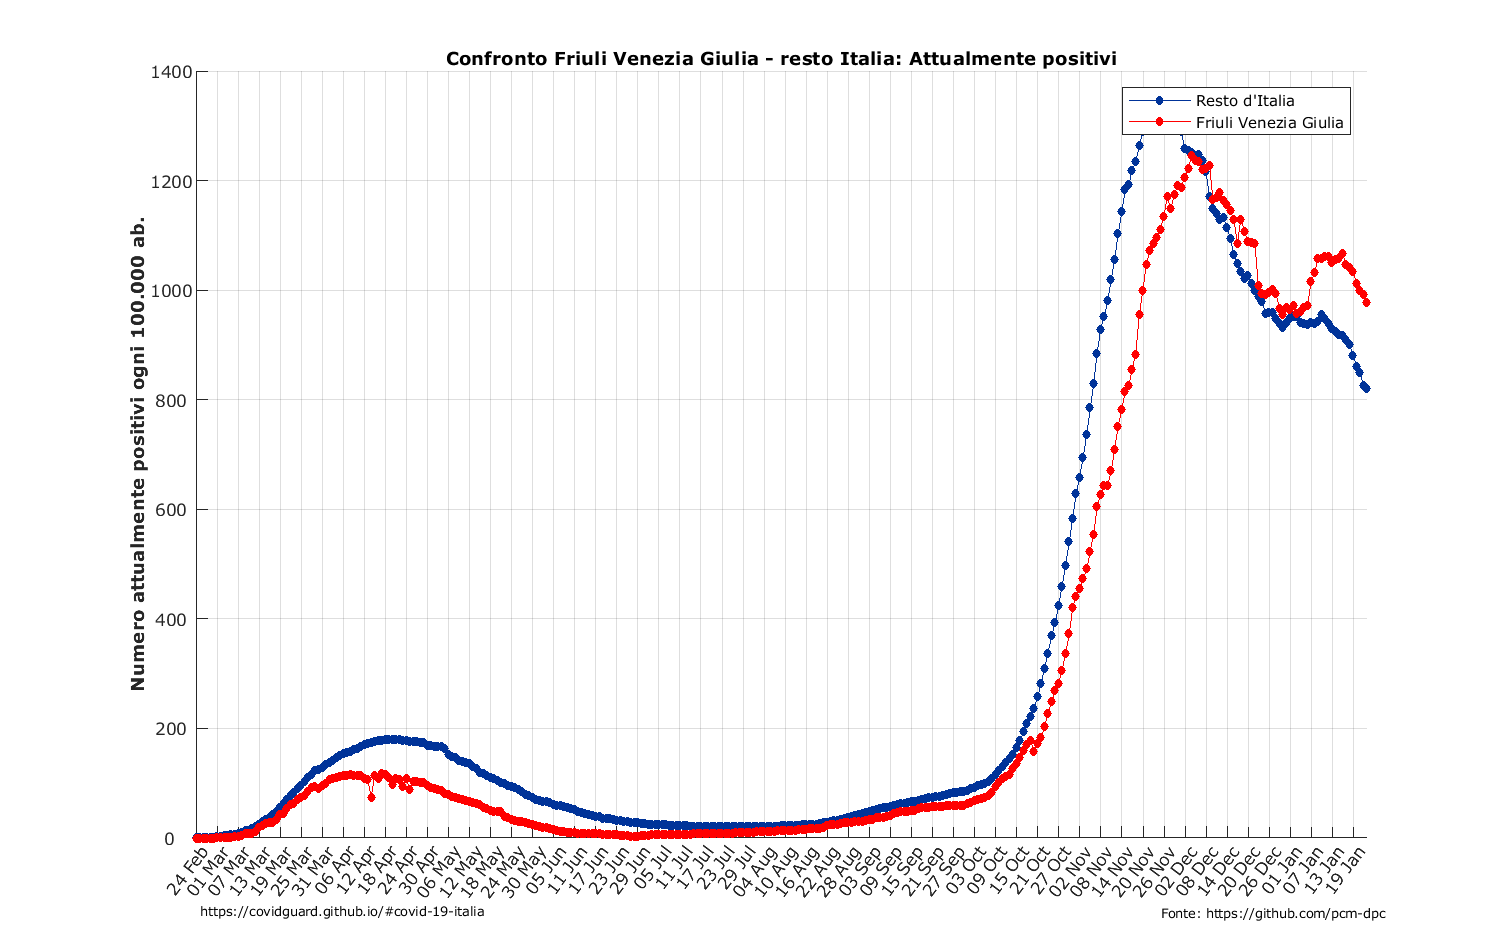 Confronto Friuli Venezia Giulia - resto Italia: Attualmente positivi
Resto d'Italia
Friuli Venezia Giulia
Numero attualmente positivi ogni 100.000 ab.
1400
1200
1000
800
600
400
200
0
24 Feb
01 Mar
07 Mar
13 Mar
19 Mar
25 Mar
31 Mar
06 Apr
12 Apr
18 Apr
24 Apr
30 Apr
06 May
12 May
18 May
24 May
30 May
05 Jun
11 Jun
17 Jun
23 Jun
29 Jun
05 Jul
11 Jul
17 Jul
23 Jul
29 Jul
04 Aug
10 Aug
16 Aug
22 Aug
28 Aug
03 Sep
09 Sep
15 Sep
21 Sep
27 Sep
03 Oct
09 Oct
15 Oct
21 Oct
27 Oct
02 Nov
08 Nov
14 Nov
20 Nov
26 Nov
02 Dec
08 Dec
14 Dec
20 Dec
26 Dec
01 Jan
07 Jan
13 Jan
19 Jan
https://covidguard.github.io/#covid-19-italia
Fonte: https://github.com/pcm-dpc